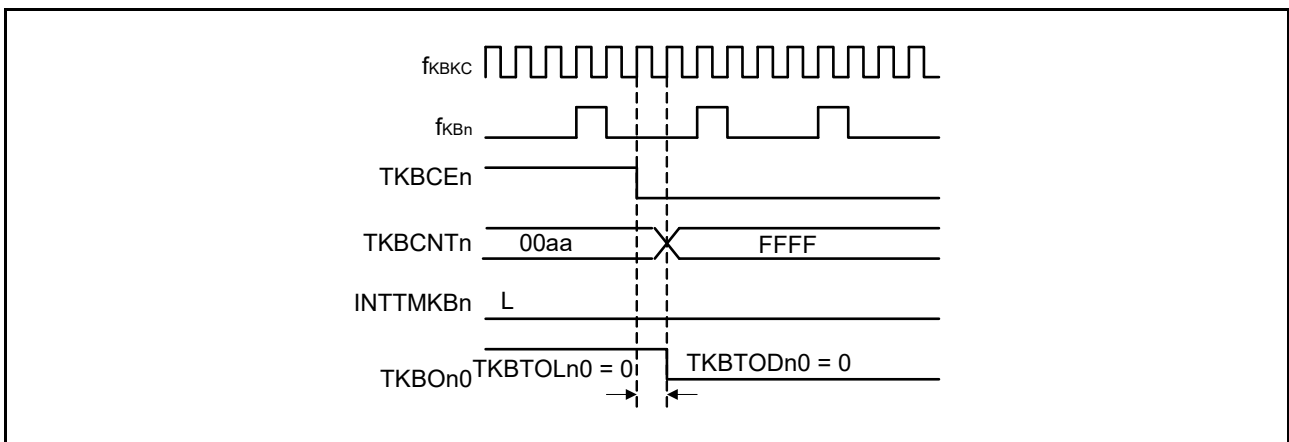 fKBKC
fKBn
TKBCEn
TKBCNTn 00aa FFFF
INTTMKBn L
TKBOn0 TKBTOLn0 = 0 TKBTODn0 = 0